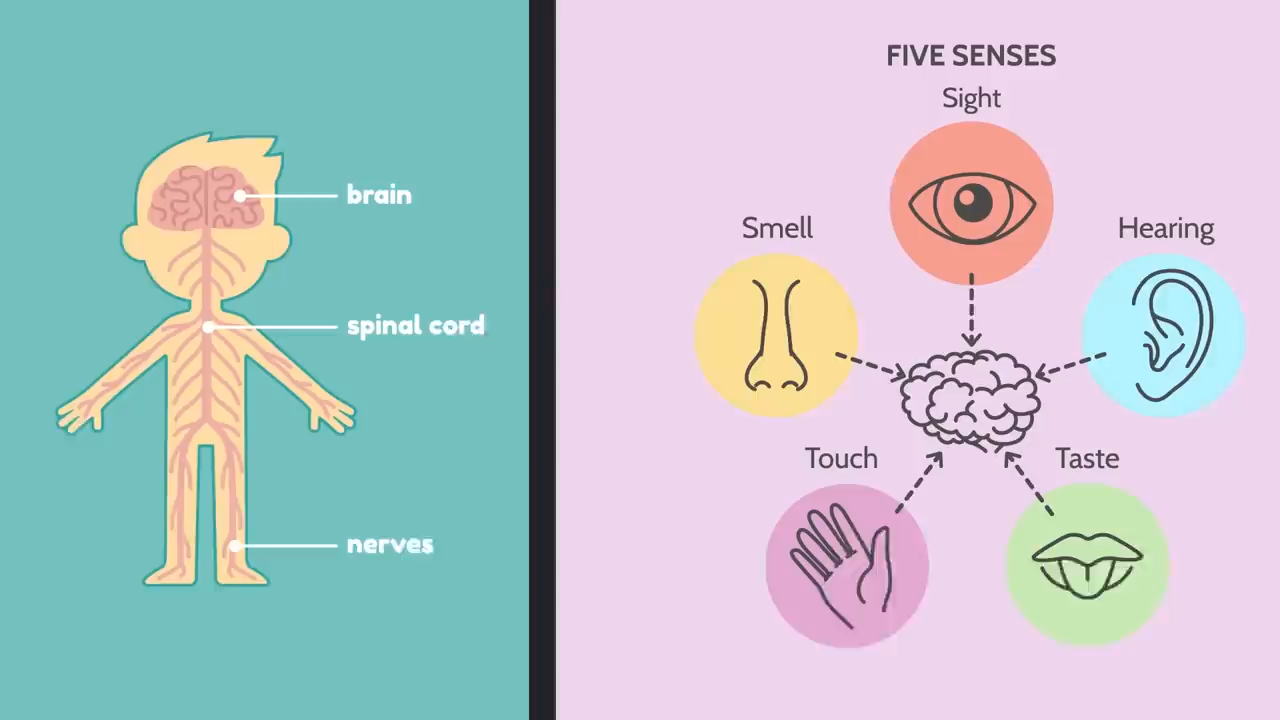 brain
spinal cord
nerves
FIVE SENSES
Sight
Smell
Hearing
Touch
Taste